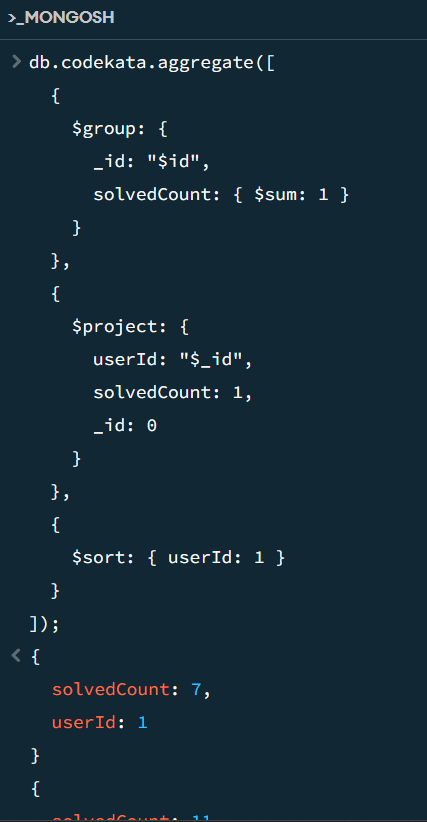 >_MONGOSH
> db.codekata.aggregate([
{
$group: {
_id: "$id",
solvedCount: { $sum: 1 }
}
},
{
$project: {
userId: "$_id",
solvedCount: 1,
_id: 0
}
},
{
$sort: { userId: 1 }
}
]);
< {
solvedCount: 7,
userId: 1
}
{
solvedCount: 11